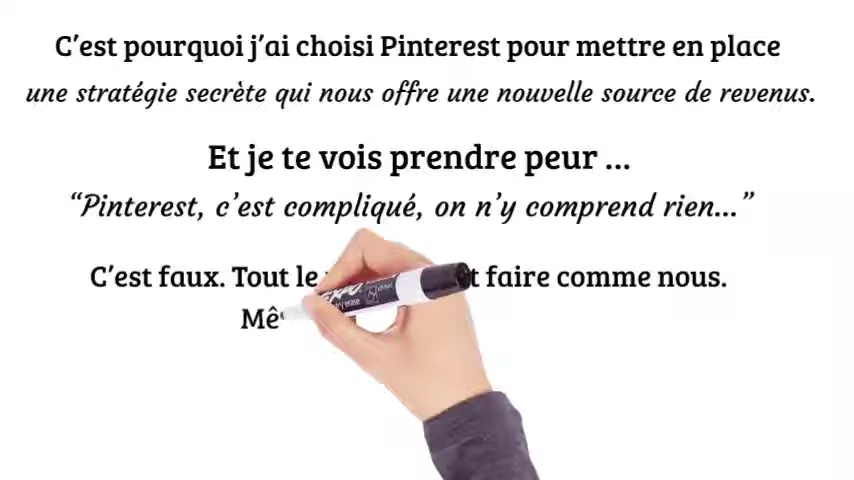 C'est pourquoi j'ai choisi Pinterest pour mettre en place
une stratégie secrète qui nous offre une nouvelle source de revenus.
Et je te vois prendre peur ...
“Pinterest, c'est compliqué, on n'y comprend rien...”
C'est faux. Tout le t faire comme nous.
Mê